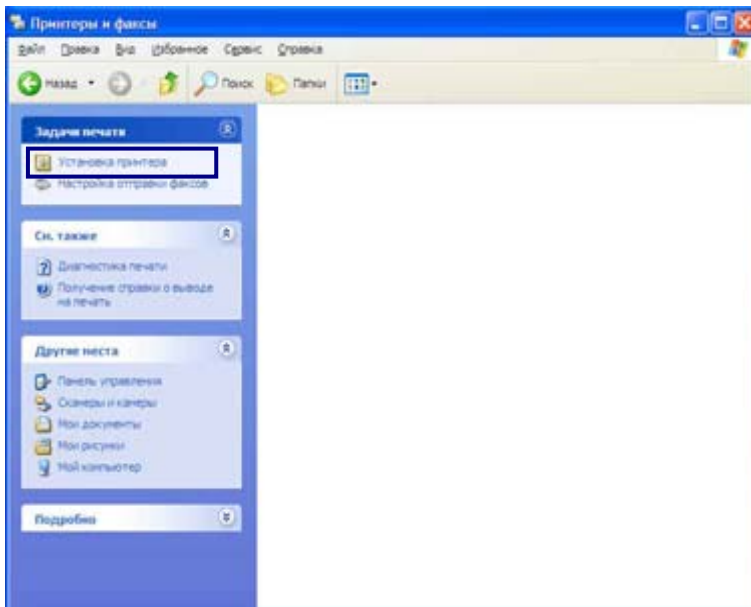 Принтеры и факсы
Файл Правка Вид Избранное Сервис Справка
Назад Поиск Папки
Задачи печати
Установка принтера
Настройка отправки факсов
См. также
Диагностика печати
Получение справки о выводе
на печать
Другие места
Панель управления
Сканеры и камеры
Мои документы
Мои рисунки
Мой компьютер
Подробно